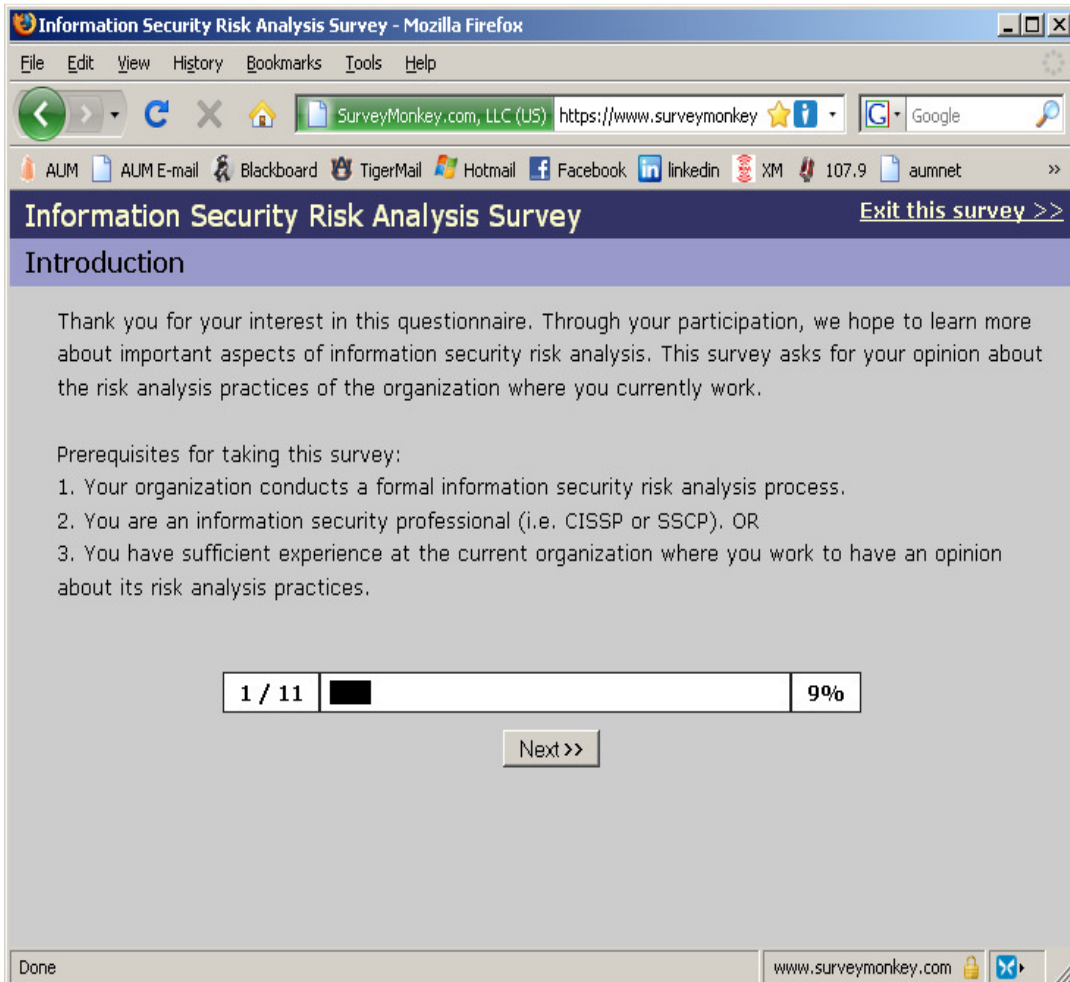 Information Security Risk Analysis Survey - Mozilla Firefox
File Edit View History Bookmarks Tools Help
SurveyMonkey.com, LLC (US) https://www.surveymonkey G Google
AUM AUM E-mail Blackboard TigerMail Hotmail Facebook linkedin XM 107.9 aumnet »
Information Security Risk Analysis Survey Exit this survey >>
Introduction
Thank you for your interest in this questionnaire. Through your participation, we hope to learn more
about important aspects of information security risk analysis. This survey asks for your opinion about
the risk analysis practices of the organization where you currently work.
Prerequisites for taking this survey:
1. Your organization conducts a formal information security risk analysis process.
2. You are an information security professional (i.e. CISSP or SSCP). OR
3. You have sufficient experience at the current organization where you work to have an opinion
about its risk analysis practices.
1 / 11 9%
Next >>
Done www.surveymonkey.com